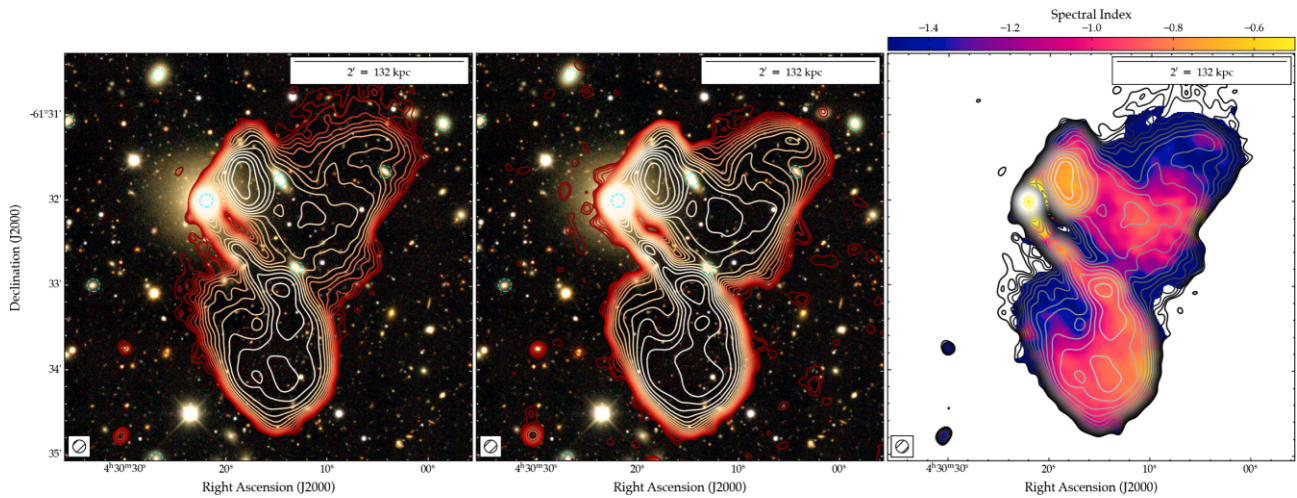 Spectral Index
−1.4 −1.2 −1.0 −0.8 −0.6
2′ = 132 kpc
2′ = 132 kpc
2′ = 132 kpc
-61°31′
32′
33′
34′
35′
Declination (J2000)
4ʰ30ᵐ30ˢ 20ˢ 10ˢ 00ˢ
4ʰ30ᵐ30ˢ 20ˢ 10ˢ 00ˢ
4ʰ30ᵐ30ˢ 20ˢ 10ˢ 00ˢ
Right Ascension (J2000)
Right Ascension (J2000)
Right Ascension (J2000)